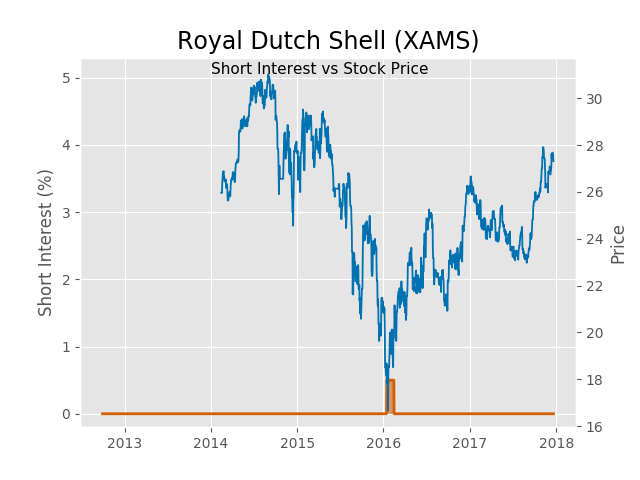 Royal Dutch Shell (XAMS)
Short Interest vs Stock Price
5
4
3
2
1
0
Short Interest (%)
30
28
26
24
22
20
18
16
Price
2013 2014 2015 2016 2017 2018